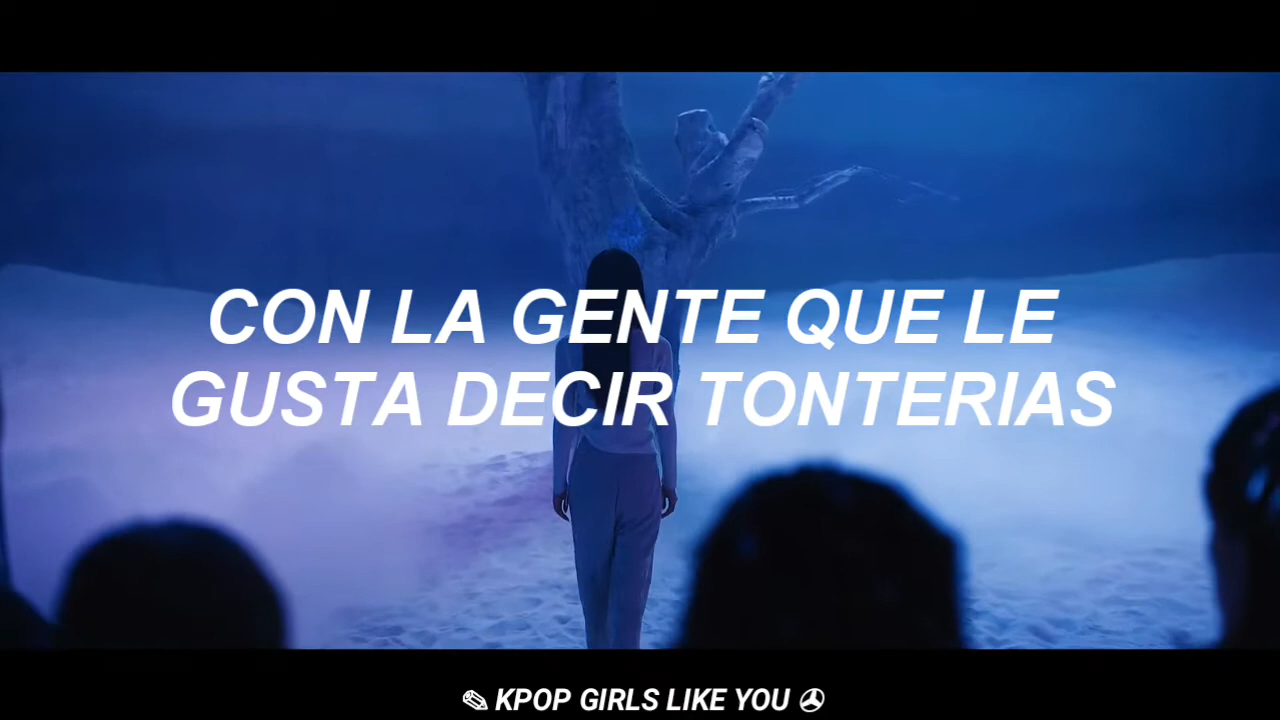 CON LA GENTE QUE LE
GUSTA DECIR TONTERIAS
✎ KPOP GIRLS LIKE YOU ✇